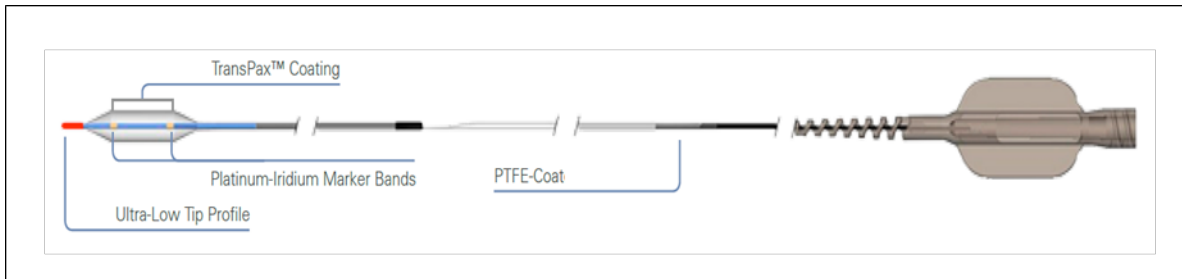 TransPax™ Coating
Platinum-Iridium Marker Bands
PTFE-Coat
Ultra-Low Tip Profile